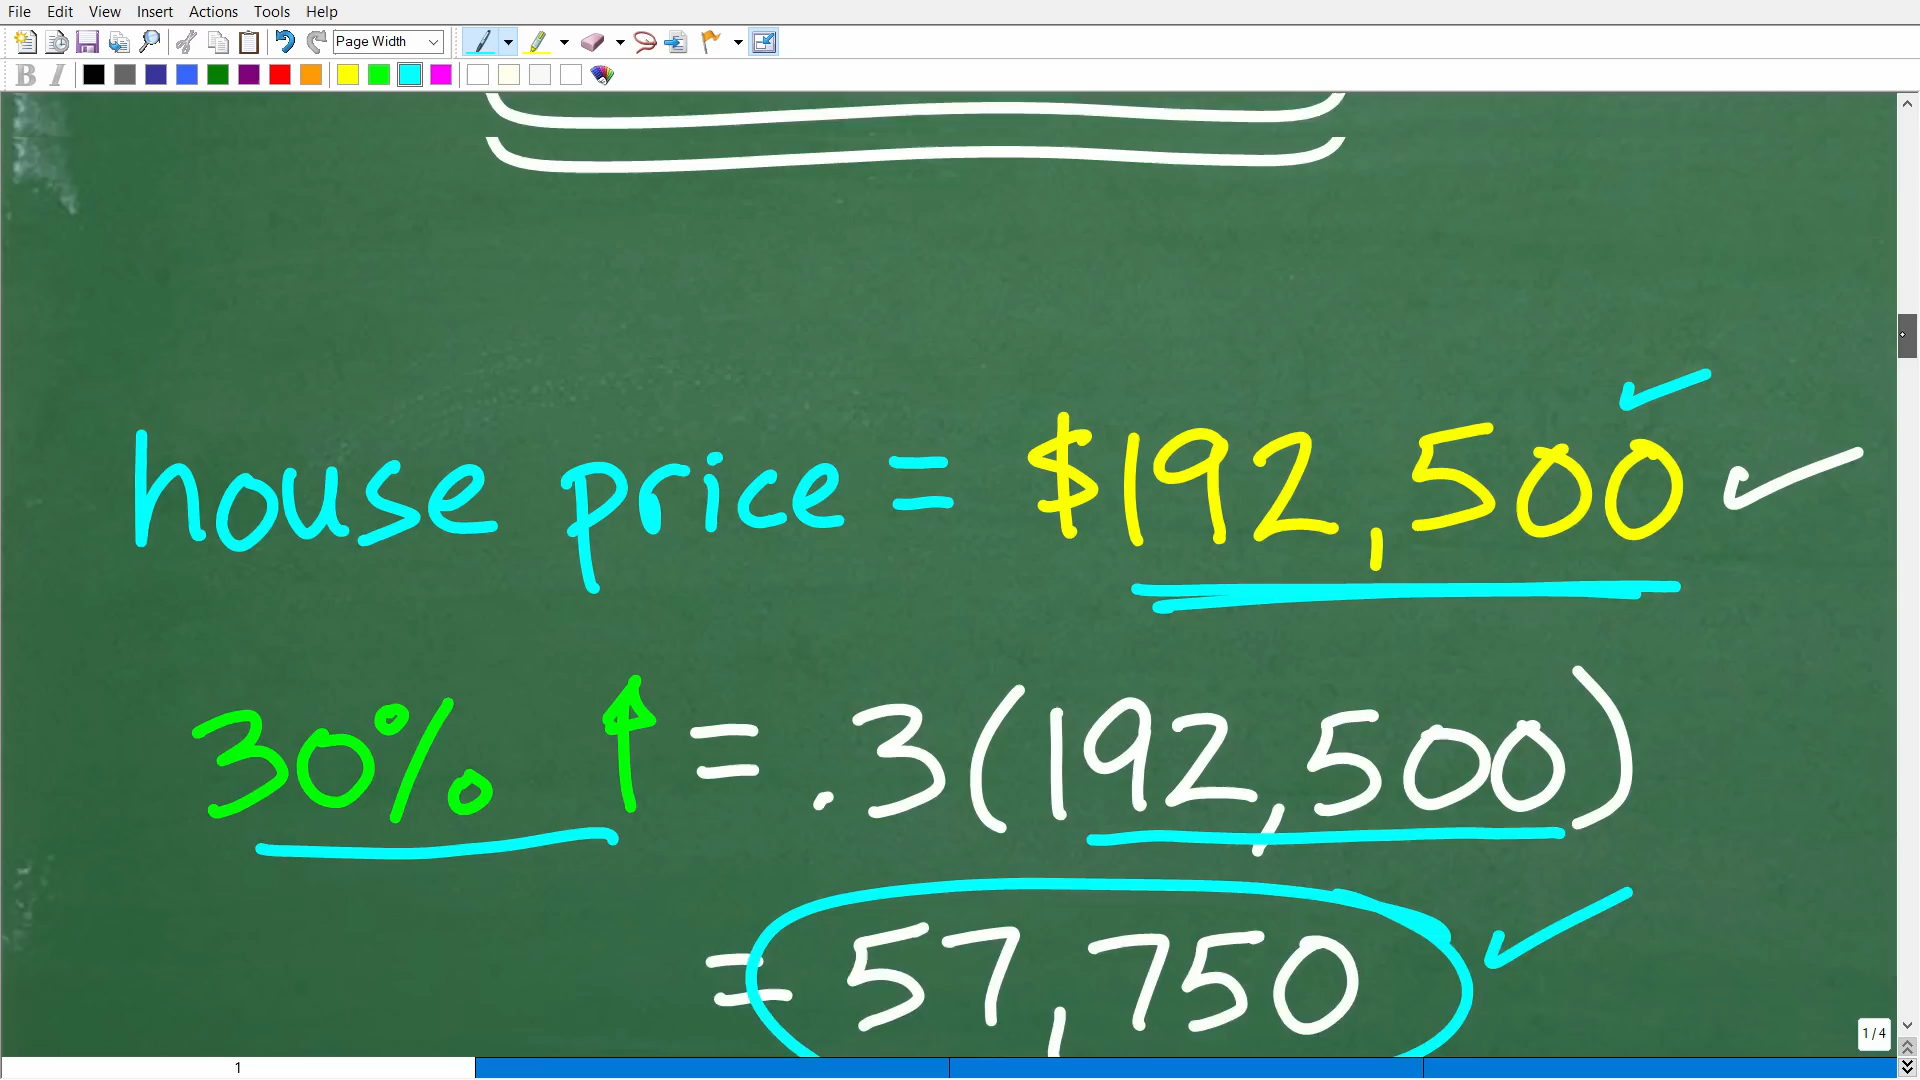 File Edit View Insert Actions Tools Help
Page Width
B I
house price = $192,500
30% ↑ = .3(192,500)
= 57,750
1 / 4
1